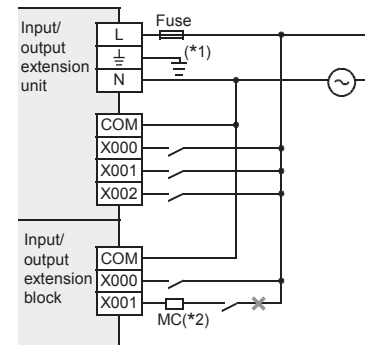 Input/
output
extension
unit
L
N
Fuse
(*1)
COM
X000
X001
X002
Input/
output
extension
block
COM
X000
X001
MC(*2)